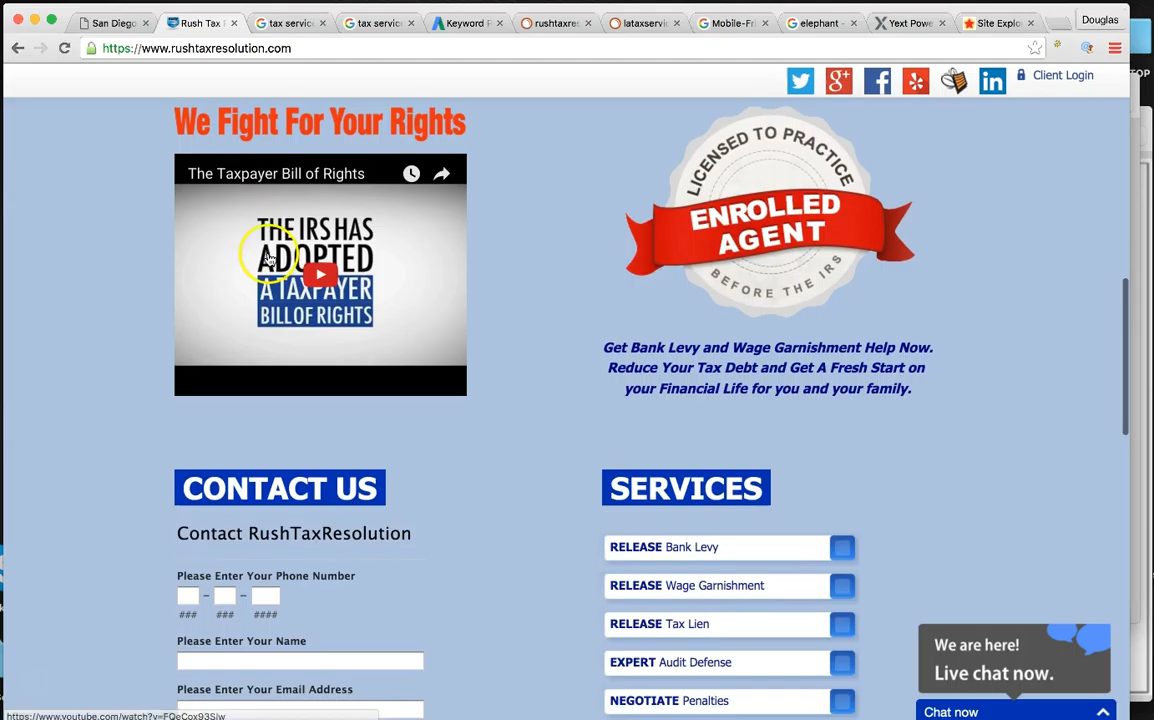 San Diego
Rush Tax
tax servic
tax servic
Keyword
rushtaxres
lataxservic
Mobile-Fri
elephant -
Yext Powe
Site Explo
Douglas
https://www.rushtaxresolution.com
Client Login
We Fight For Your Rights
The Taxpayer Bill of Rights
THE IRS HAS
ADOPTED
A TAXPAYER
BILL OF RIGHTS
LICENSED TO PRACTICE
ENROLLED
AGENT
BEFORE THE IRS
Get Bank Levy and Wage Garnishment Help Now.
Reduce Your Tax Debt and Get A Fresh Start on
your Financial Life for you and your family.
CONTACT US
Contact RushTaxResolution
Please Enter Your Phone Number
– –
### ### ####
Please Enter Your Name
Please Enter Your Email Address
SERVICES
RELEASE Bank Levy
RELEASE Wage Garnishment
RELEASE Tax Lien
EXPERT Audit Defense
NEGOTIATE Penalties
We are here!
Live chat now.
Chat now